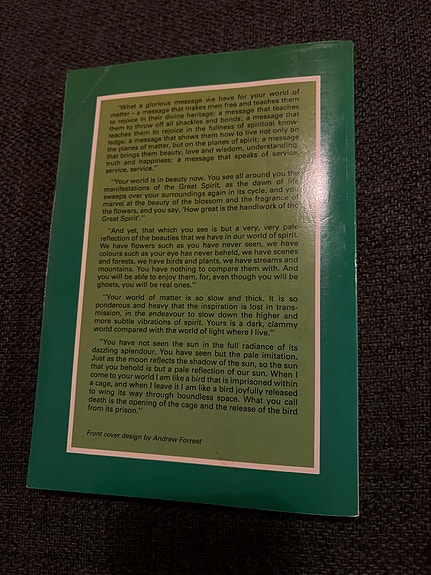 "What a glorious message we have for your world of
matter – a message that makes men free and teaches them
to rejoice in their divine heritage; a message that teaches
them to throw off all shackles and bonds; a message that
teaches them to rejoice in the fullness of spiritual know-
ledge; a message that shows them how to live not only on
the planes of matter, but on the planes of spirit; a message
that brings them beauty, love and wisdom, understanding,
truth and happiness; a message that speaks of service,
service, service."
"Your world is in beauty now. You see all around you the
manifestations of the Great Spirit, as the dawn of life
sweeps over your surroundings again in its cycle, and you
marvel at the beauty of the blossom and the fragrance of
the flowers, and you say, 'How great is the handiwork of the
Great Spirit'."
"And yet, that which you see is but a very, very pale
reflection of the beauties that we have in our world of spirit.
We have flowers such as you have never seen, we have
colours such as your eye has never beheld, we have scenes
and forests, we have birds and plants, we have streams and
mountains. You have nothing to compare them with. And
you will be able to enjoy them, for, even though you will be
ghosts, you will be real ones."
"Your world of matter is so slow and thick. It is so
ponderous and heavy that the inspiration is lost in trans-
mission, in the endeavour to slow down the higher and
more subtle vibrations of spirit. Yours is a dark, clammy
world compared with the world of light where I live."
"You have not seen the sun in the full radiance of its
dazzling splendour. You have seen but the pale imitation.
Just as the moon reflects the shadow of the sun, so the sun
that you behold is but a pale reflection of our sun. When I
come to your world I am like a bird that is imprisoned within
a cage, and when I leave it I am like a bird joyfully released
to wing its way through boundless space. What you call
death is the opening of the cage and the release of the bird
from its prison."
Front cover design by Andrew Forrest